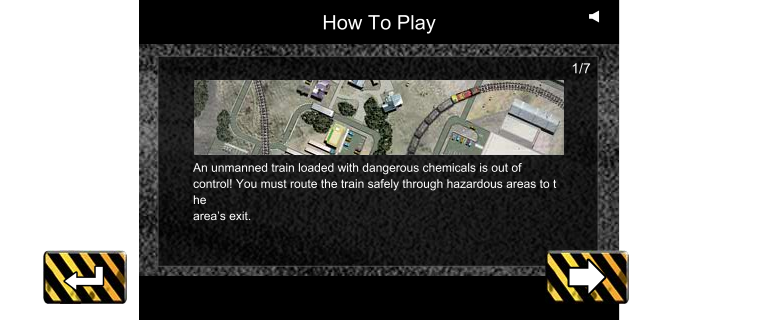 How To Play
1/7
An unmanned train loaded with dangerous chemicals is out of
control! You must route the train safely through hazardous areas to t
he
area's exit.